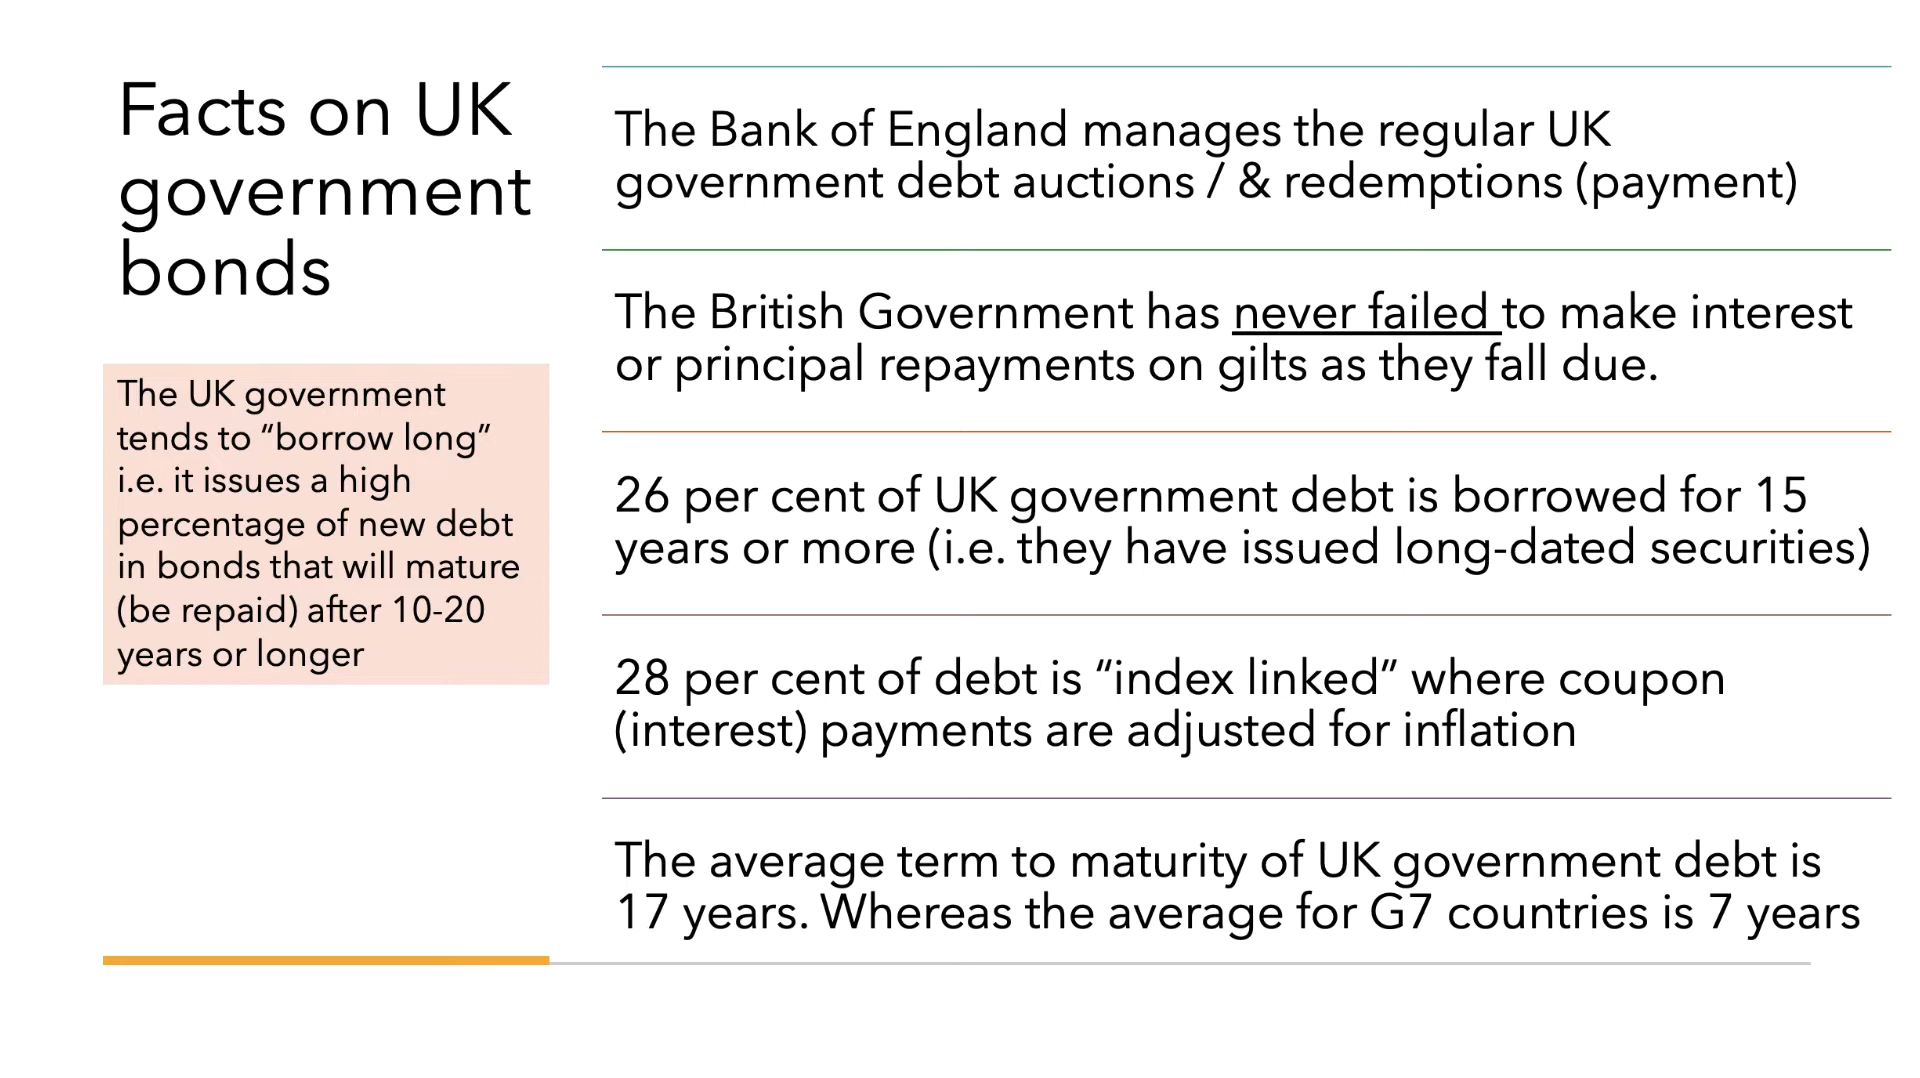 Facts on UK
government
bonds
The UK government
tends to “borrow long”
i.e. it issues a high
percentage of new debt
in bonds that will mature
(be repaid) after 10-20
years or longer
The Bank of England manages the regular UK
government debt auctions / & redemptions (payment)
The British Government has never failed to make interest
or principal repayments on gilts as they fall due.
26 per cent of UK government debt is borrowed for 15
years or more (i.e. they have issued long-dated securities)
28 per cent of debt is “index linked” where coupon
(interest) payments are adjusted for inflation
The average term to maturity of UK government debt is
17 years. Whereas the average for G7 countries is 7 years